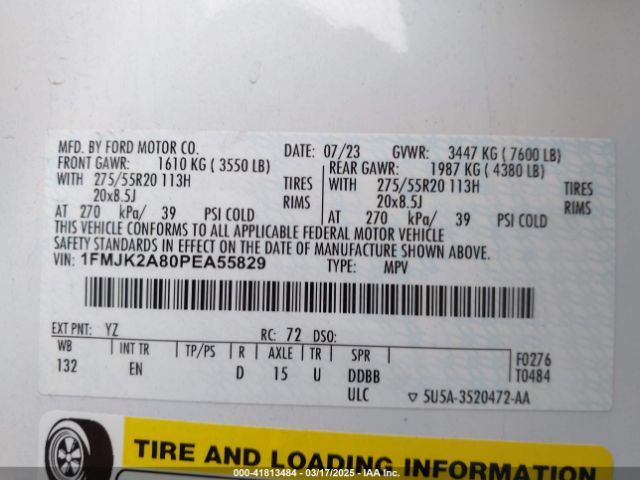 MFD. BY FORD MOTOR CO. DATE: 07/23 GVWR: 3447 KG ( 7600 LB)
FRONT GAWR: 1610 KG ( 3550 LB) REAR GAWR: 1987 KG ( 4380 LB)
WITH 275/55R20 113H TIRES WITH 275/55R20 113H TIRES
20x8.5J RIMS 20x8.5J RIMS
AT 270 kPa/ 39 PSI COLD AT 270 kPa/ 39 PSI COLD
THIS VEHICLE CONFORMS TO ALL APPLICABLE FEDERAL MOTOR VEHICLE
SAFETY STANDARDS IN EFFECT ON THE DATE OF MANUFACTURE SHOWN ABOVE.
VIN: 1FMJK2A80PEA55829 TYPE: MPV
EXT PNT: YZ RC: 72 DSO:
WB INT TR TP/PS R AXLE TR SPR F0276
132 EN D 15 U DDBB T0484
ULC ▽ 5U5A-3520472-AA
TIRE AND LOADING INFORMATION
000-41813484 - 03/17/2025 - IAA Inc.